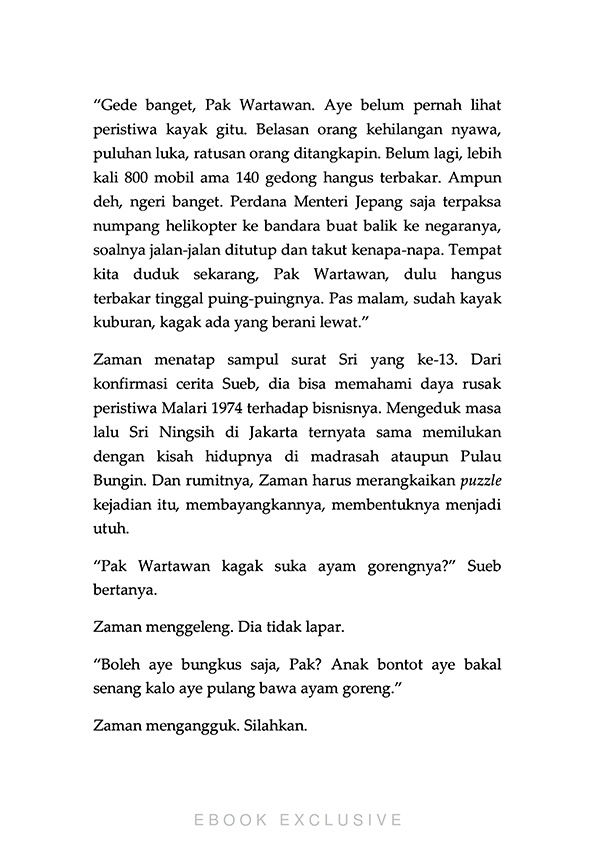 “Gede banget, Pak Wartawan. Aye belum pernah lihat
peristiwa kayak gitu. Belasan orang kehilangan nyawa,
puluhan luka, ratusan orang ditangkapin. Belum lagi, lebih
kali 800 mobil ama 140 gedong hangus terbakar. Ampun
deh, ngeri banget. Perdana Menteri Jepang saja terpaksa
numpang helikopter ke bandara buat balik ke negaranya,
soalnya jalan-jalan ditutup dan takut kenapa-napa. Tempat
kita duduk sekarang, Pak Wartawan, dulu hangus
terbakar tinggal puing-puingnya. Pas malam, sudah kayak
kuburan, kagak ada yang berani lewat.”
Zaman menatap sampul surat Sri yang ke-13. Dari
konfirmasi cerita Sueb, dia bisa memahami daya rusak
peristiwa Malari 1974 terhadap bisnisnya. Mengeduk masa
lalu Sri Ningsih di Jakarta ternyata sama memilukan
dengan kisah hidupnya di madrasah ataupun Pulau
Bungin. Dan rumitnya, Zaman harus merangkaikan puzzle
kejadian itu, membayangkannya, membentuknya menjadi
utuh.
“Pak Wartawan kagak suka ayam gorengnya?” Sueb
bertanya.
Zaman menggeleng. Dia tidak lapar.
“Boleh aye bungkus saja, Pak? Anak bontot aye bakal
senang kalo aye pulang bawa ayam goreng.”
Zaman mengangguk. Silahkan.
EBOOK EXCLUSIVE